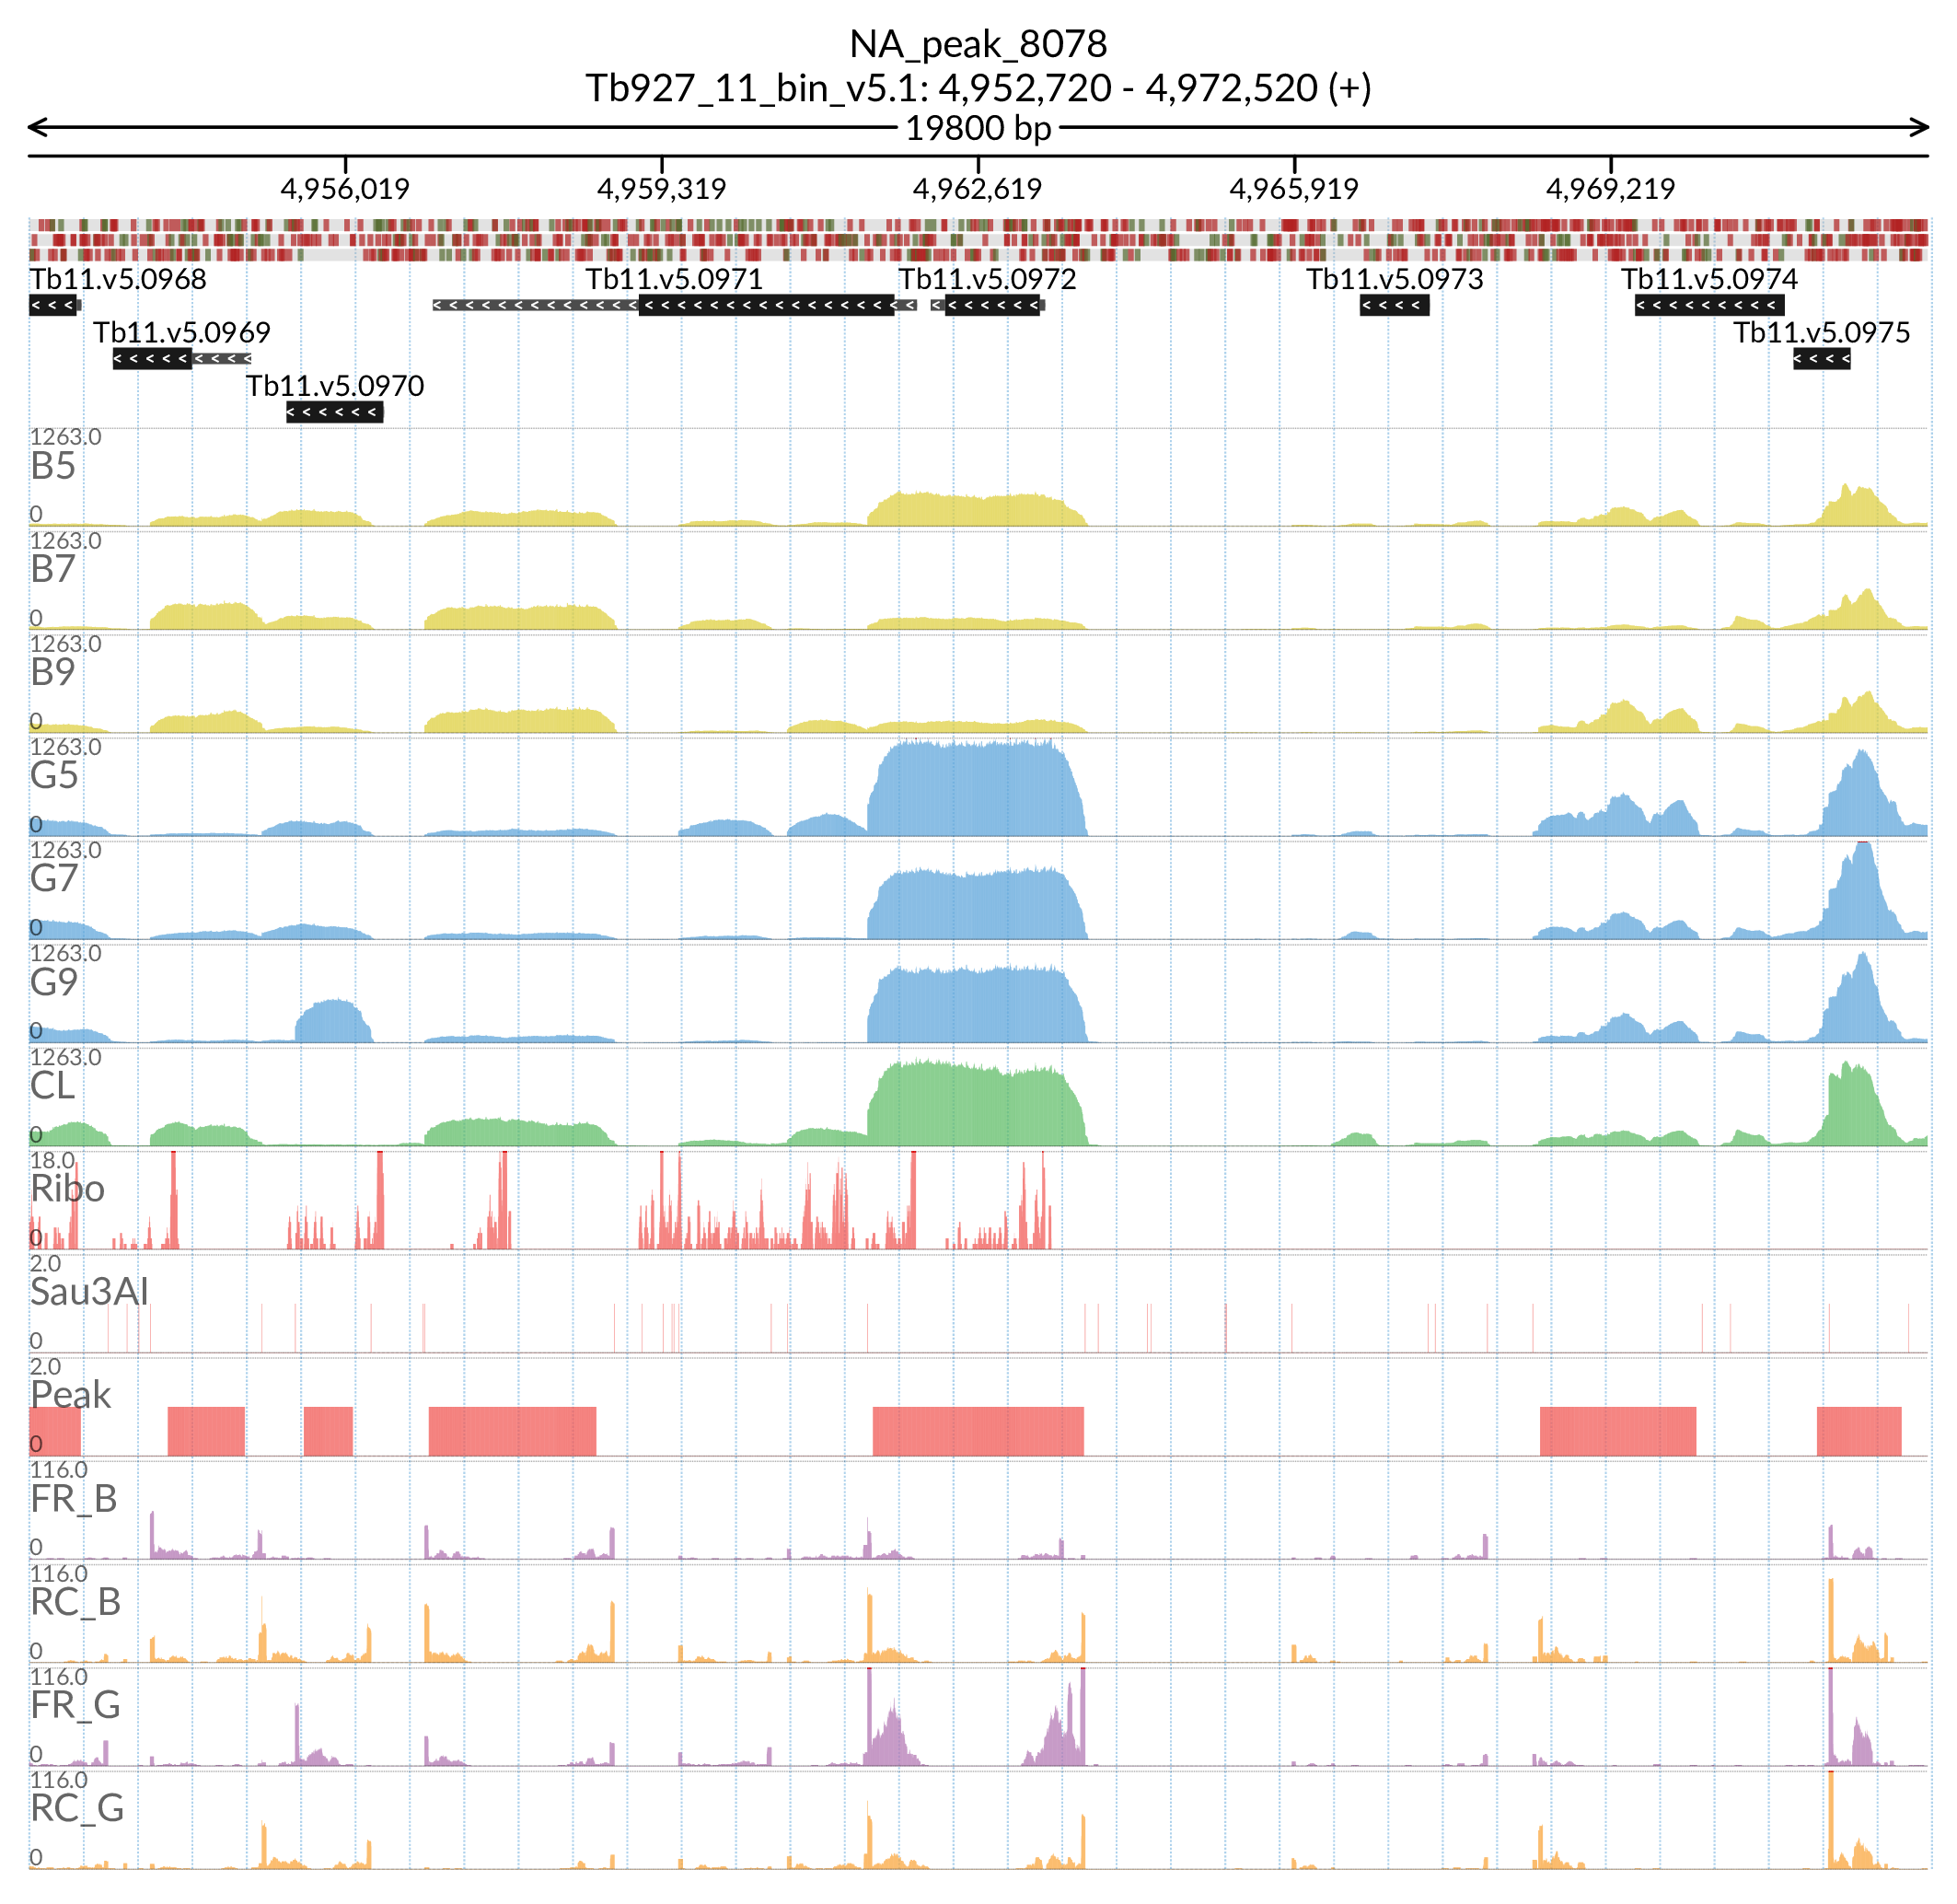 NA_peak_8078
Tb927_11_bin_v5.1: 4,952,720 - 4,972,520 (+)
19800 bp
4,956,019 4,959,319 4,962,619 4,965,919 4,969,219
Tb11.v5.0968 Tb11.v5.0971 Tb11.v5.0972 Tb11.v5.0973 Tb11.v5.0974
Tb11.v5.0969 Tb11.v5.0975
Tb11.v5.0970
1263.0
B5
0
1263.0
B7
0
1263.0
B9
0
1263.0
G5
0
1263.0
G7
0
1263.0
G9
0
1263.0
CL
0
18.0
Ribo
0
2.0
Sau3AI
0
2.0
Peak
0
116.0
FR_B
0
116.0
RC_B
0
116.0
FR_G
0
116.0
RC_G
0